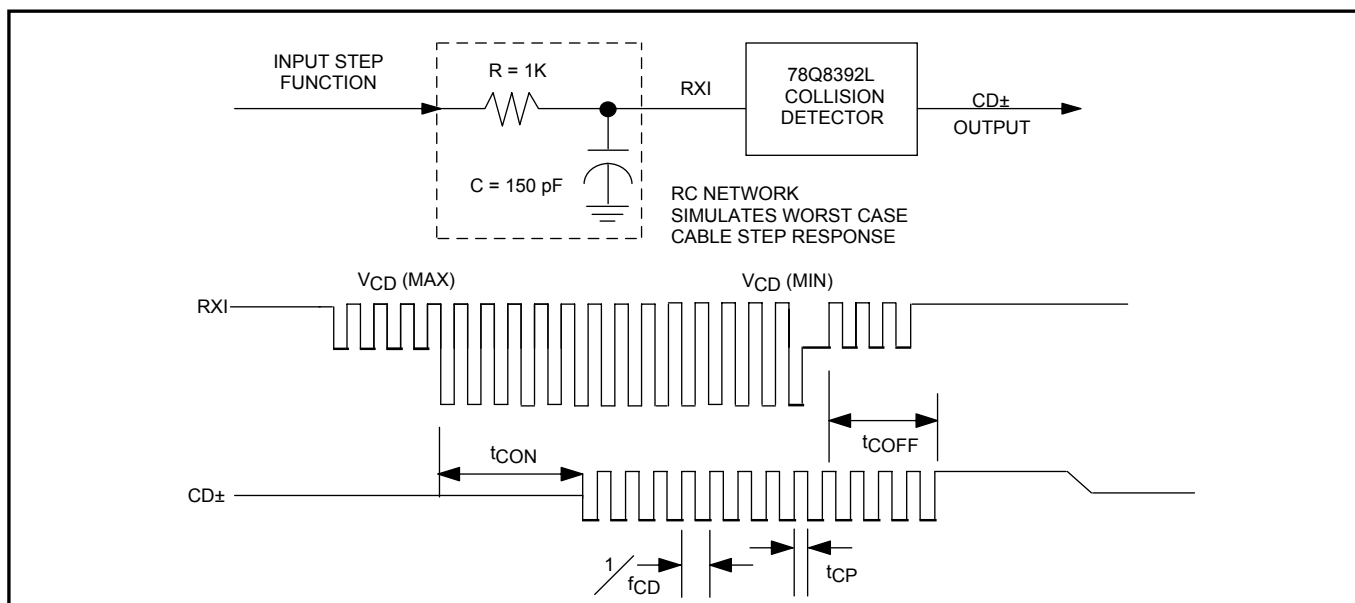 INPUT STEP
FUNCTION
R = 1K
RXI
78Q8392L
COLLISION
DETECTOR
CD±
OUTPUT
C = 150 pF
RC NETWORK
SIMULATES WORST CASE
CABLE STEP RESPONSE
VCD (MAX)
VCD (MIN)
RXI
tCOFF
tCON
CD±
1/fCD
tCP